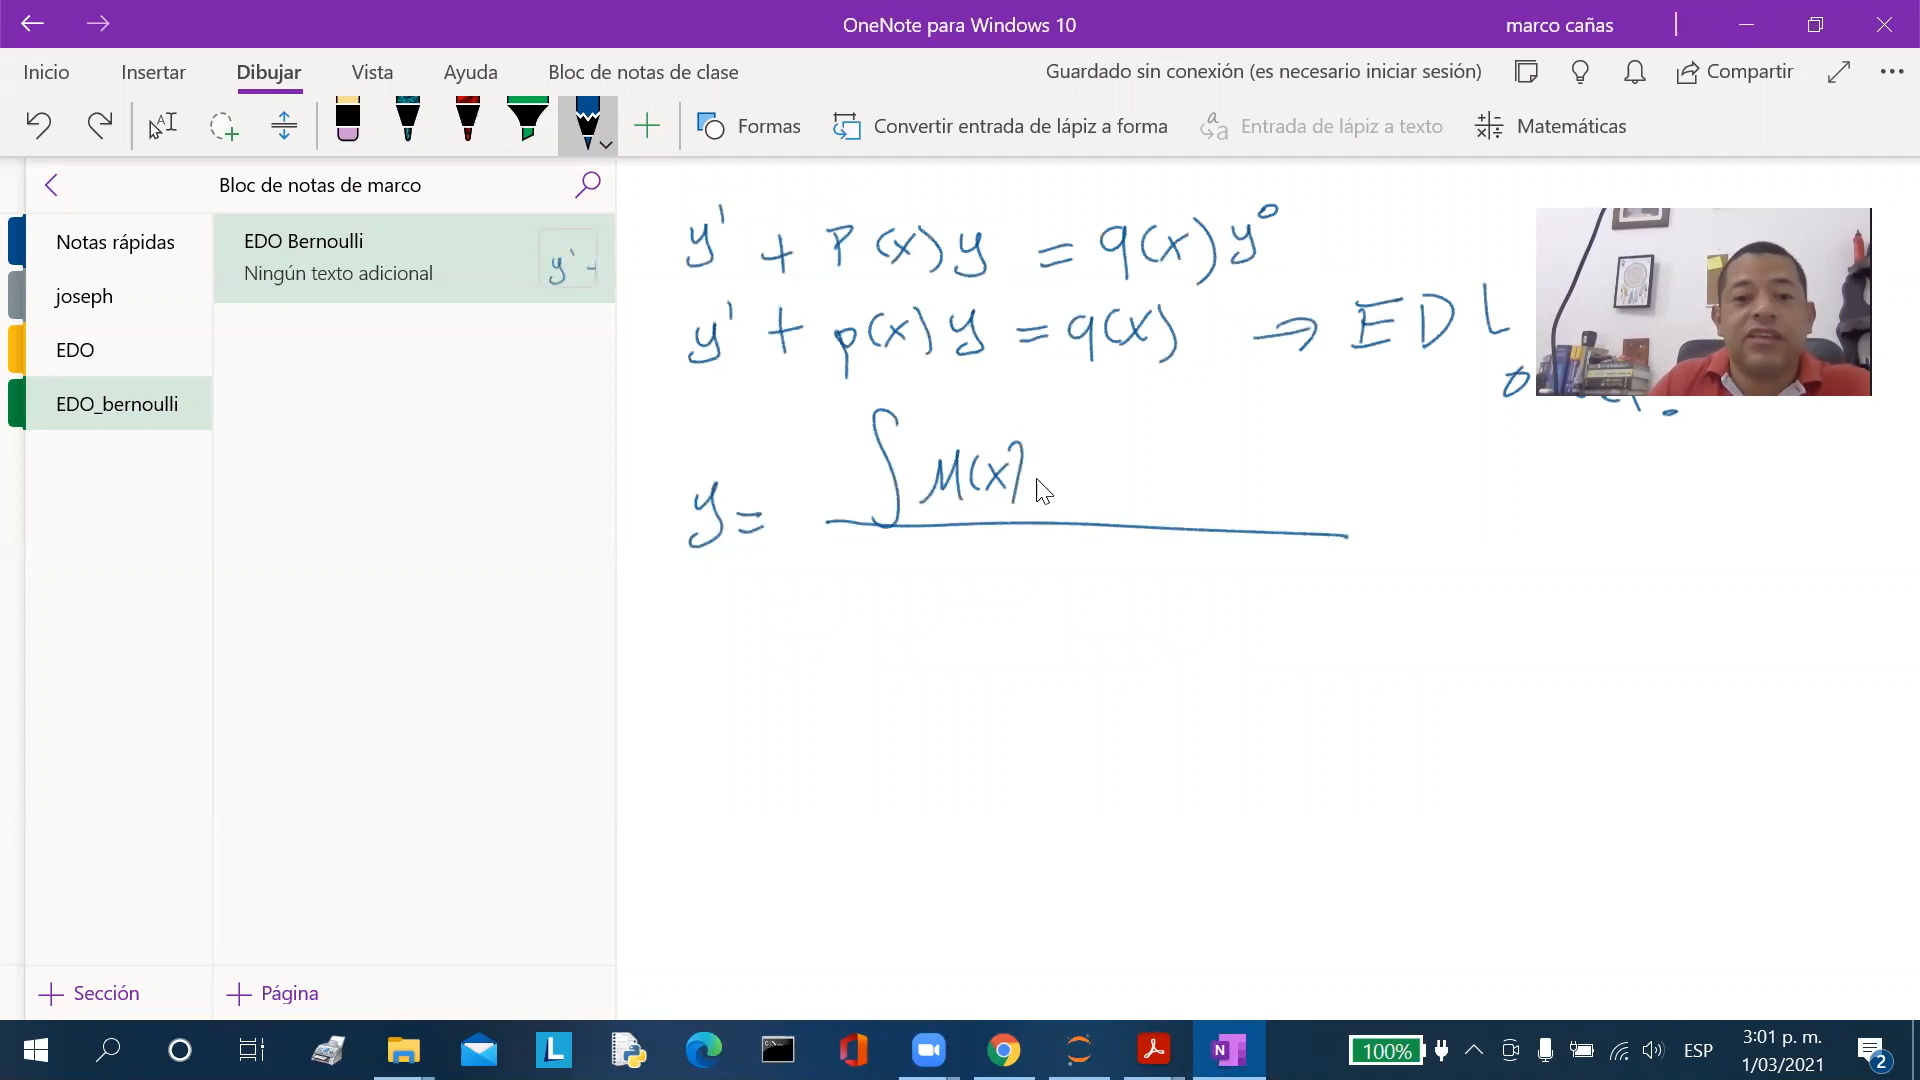 OneNote para Windows 10
marco cañas
Inicio Insertar Dibujar Vista Ayuda Bloc de notas de clase
Guardado sin conexión (es necesario iniciar sesión)
Compartir
Formas
Convertir entrada de lápiz a forma
Entrada de lápiz a texto
Matemáticas
Bloc de notas de marco
Notas rápidas
joseph
EDO
EDO_bernoulli
EDO Bernoulli
Ningún texto adicional
y' +
y' + P(x)y = q(x)y⁰
y' + p(x)y = q(x) → EDL
y = ∫ μ(x)
Sección
Página
100%
ESP
3:01 p. m.
1/03/2021
2